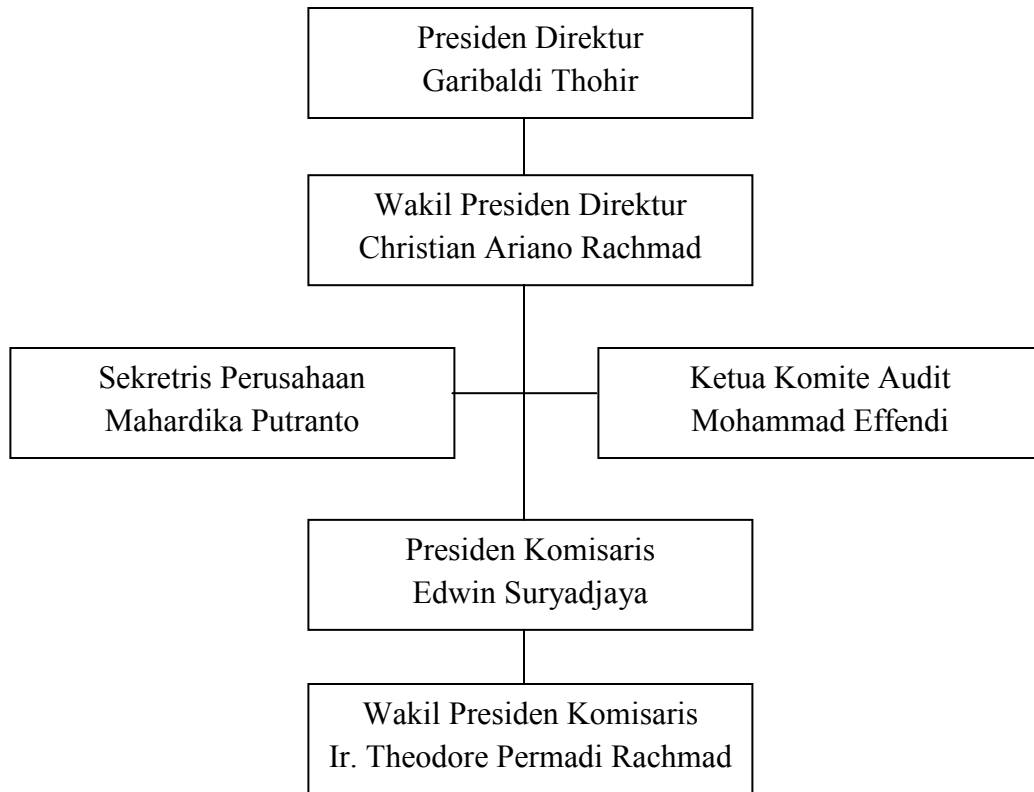 Presiden Direktur
Garibaldi Thohir
Wakil Presiden Direktur
Christian Ariano Rachmad
Sekretris Perusahaan
Mahardika Putranto
Ketua Komite Audit
Mohammad Effendi
Presiden Komisaris
Edwin Suryadjaya
Wakil Presiden Komisaris
Ir. Theodore Permadi Rachmad